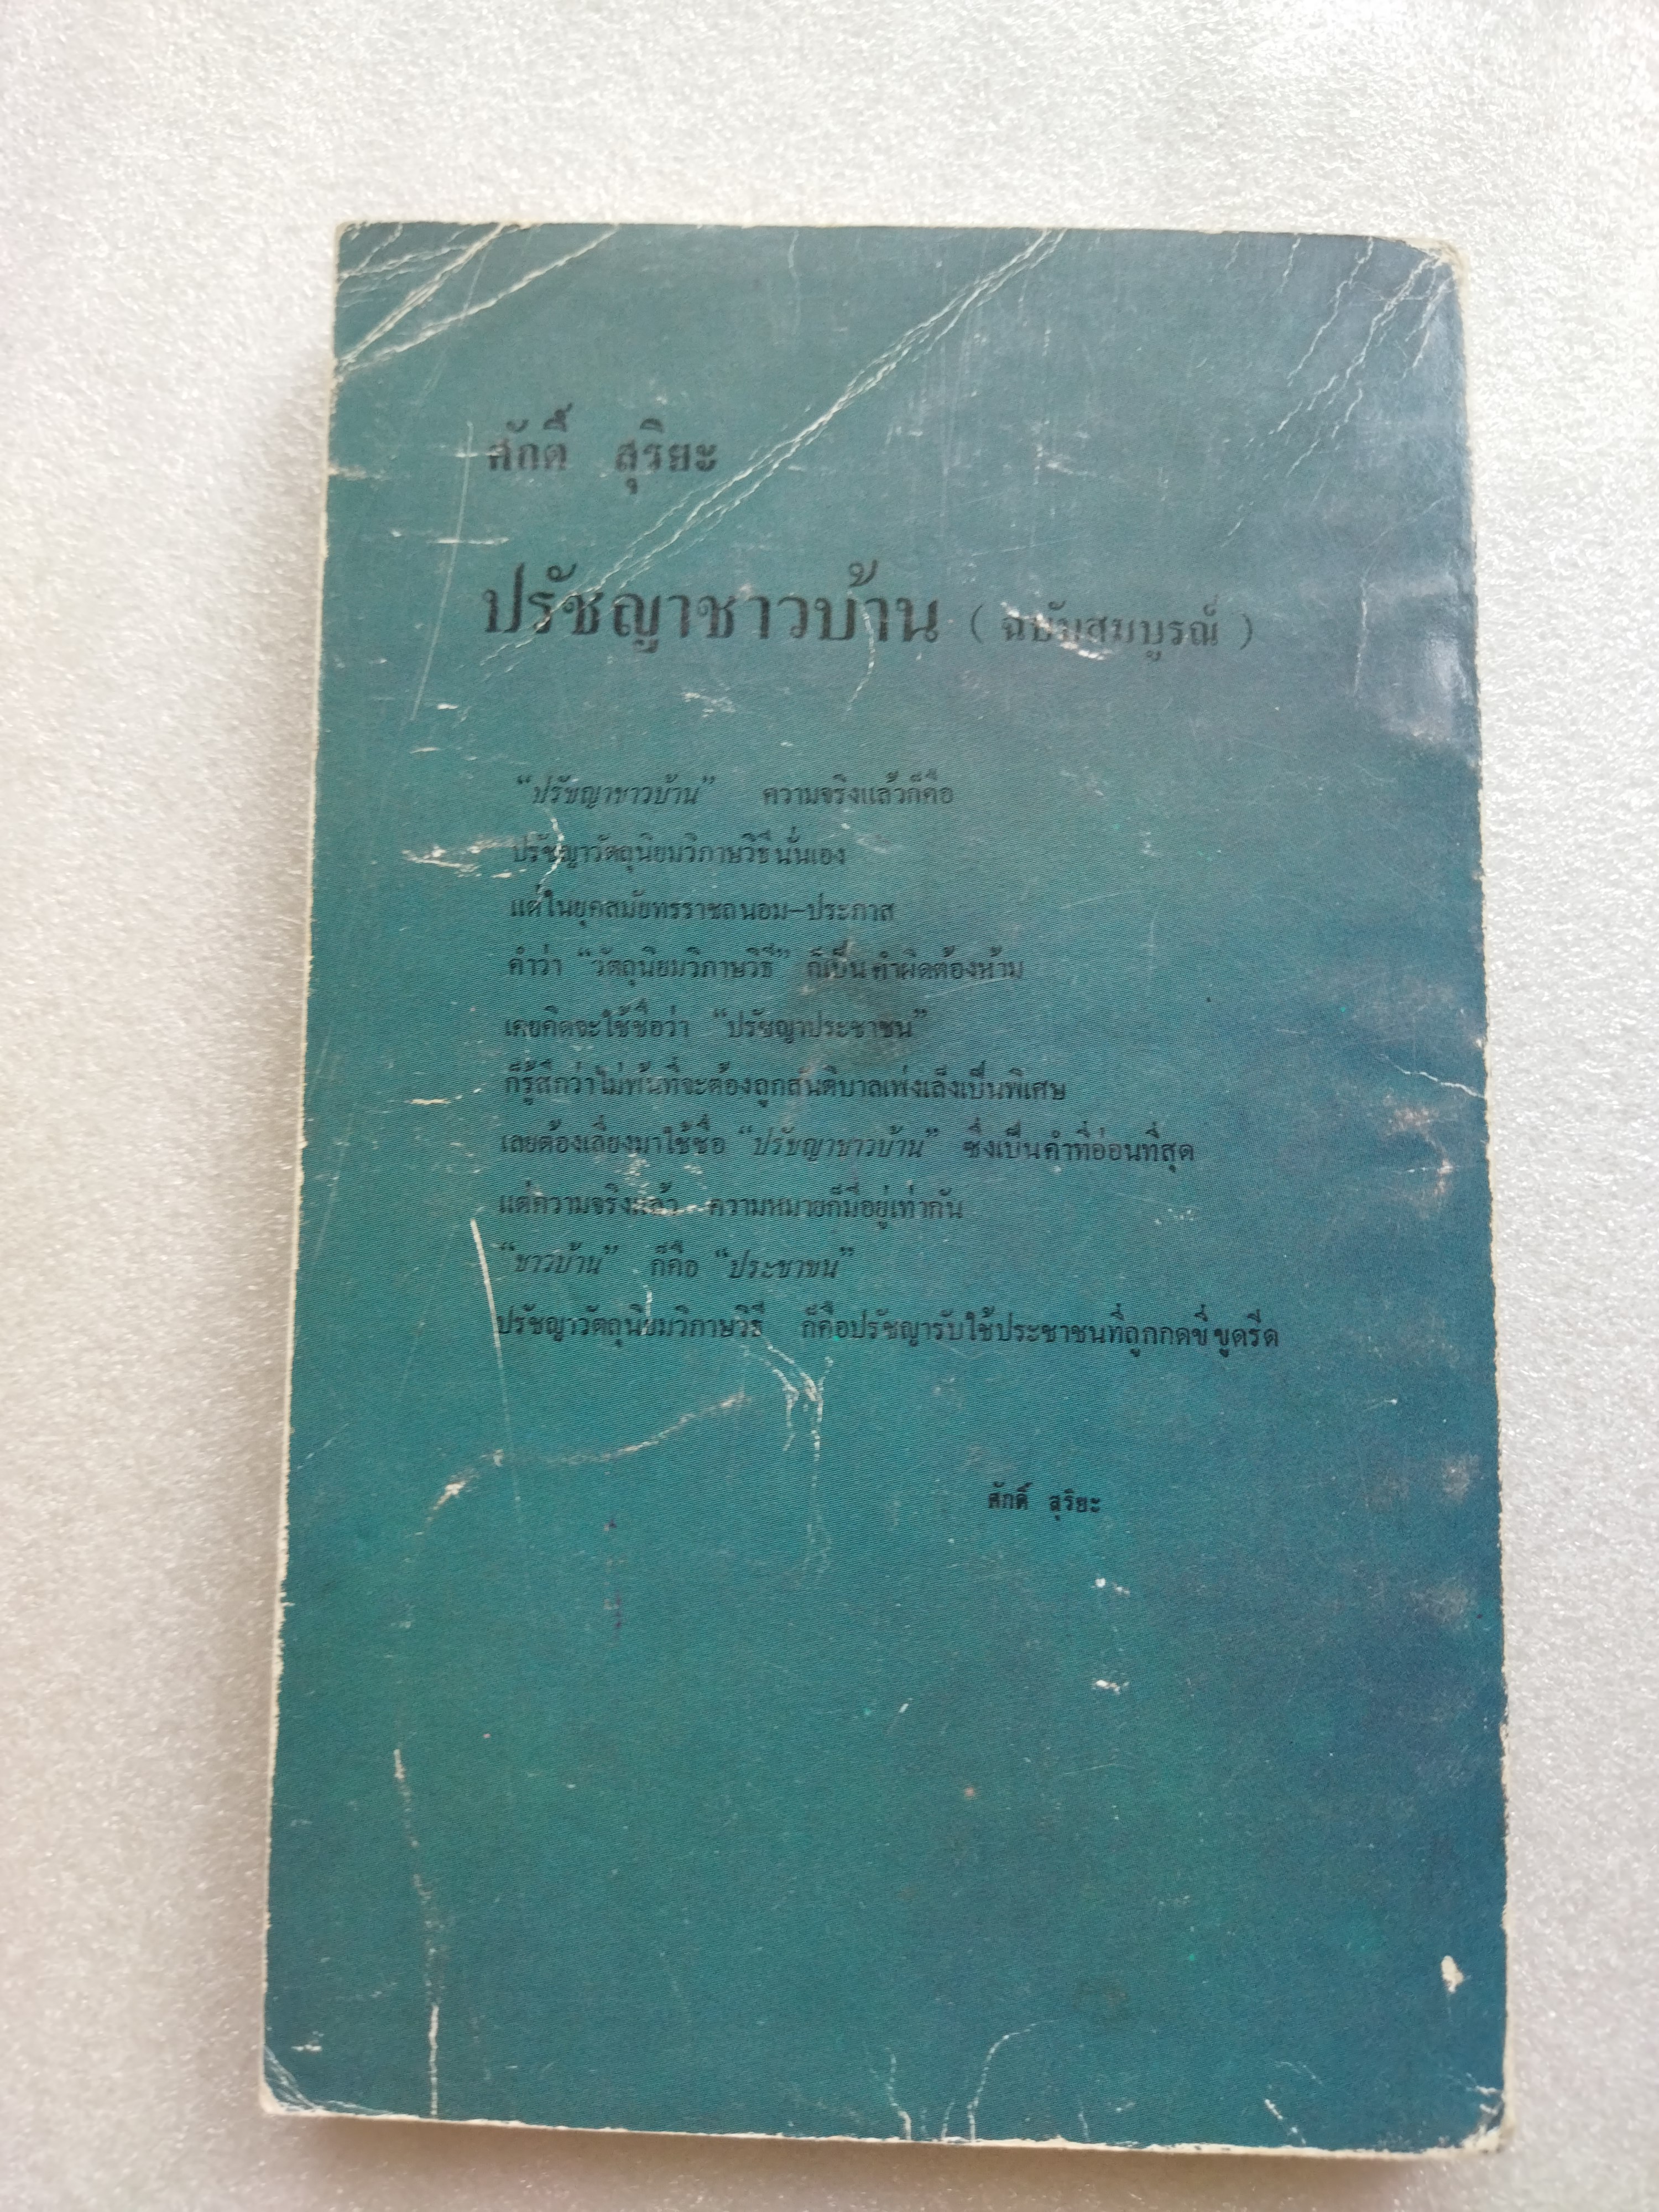 ศักดิ์ สุริยะ
ปรัชญาชาวบ้าน ( ฉบับสมบูรณ์ )
“ปรัชญาชาวบ้าน” ความจริงแล้วก็คือ
ปรัชญาวัตถุนิยมวิภาษวิธีนั่นเอง
แต่ในยุคสมัยทรราชถนอม–ประภาส
คำว่า “วัตถุนิยมวิภาษวิธี” ก็เป็นคำผิดต้องห้าม
เคยคิดจะใช้ชื่อว่า “ปรัชญาประชาชน”
ก็รู้สึกว่าไม่พ้นที่จะต้องถูกสันติบาลเพ่งเล็งเป็นพิเศษ
เลยต้องเลี่ยงมาใช้ชื่อ “ปรัชญาชาวบ้าน” ซึ่งเป็นคำที่อ่อนที่สุด
แต่ความจริงแล้ว ความหมายก็มีอยู่เท่ากัน
“ชาวบ้าน” ก็คือ “ประชาชน”
ปรัชญาวัตถุนิยมวิภาษวิธี ก็คือปรัชญารับใช้ประชาชนที่ถูกกดขี่ขูดรีด
ศักดิ์ สุริยะ